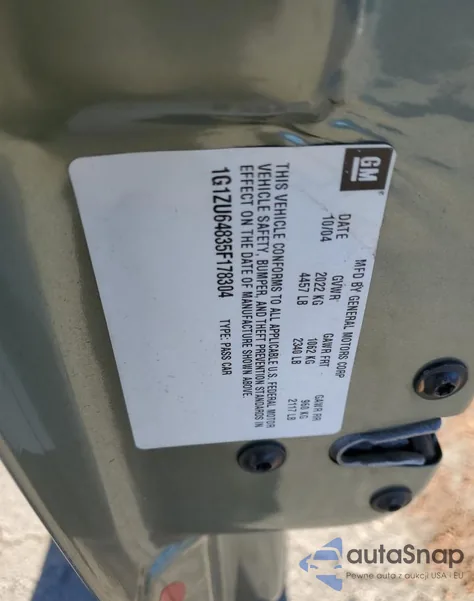 GM
MFD BY GENERAL MOTORS CORP
DATE GVWR GAWR FRT GAWR RR
10/04 2022 KG 1062 KG 960 KG
4457 LB 2340 LB 2117 LB
THIS VEHICLE CONFORMS TO ALL APPLICABLE U.S. FEDERAL MOTOR
VEHICLE SAFETY, BUMPER, AND THEFT PREVENTION STANDARDS IN
EFFECT ON THE DATE OF MANUFACTURE SHOWN ABOVE.
1G1ZU64835F178304 TYPE: PASS CAR
autoSnap
Pewne auta z aukcji USA i EU